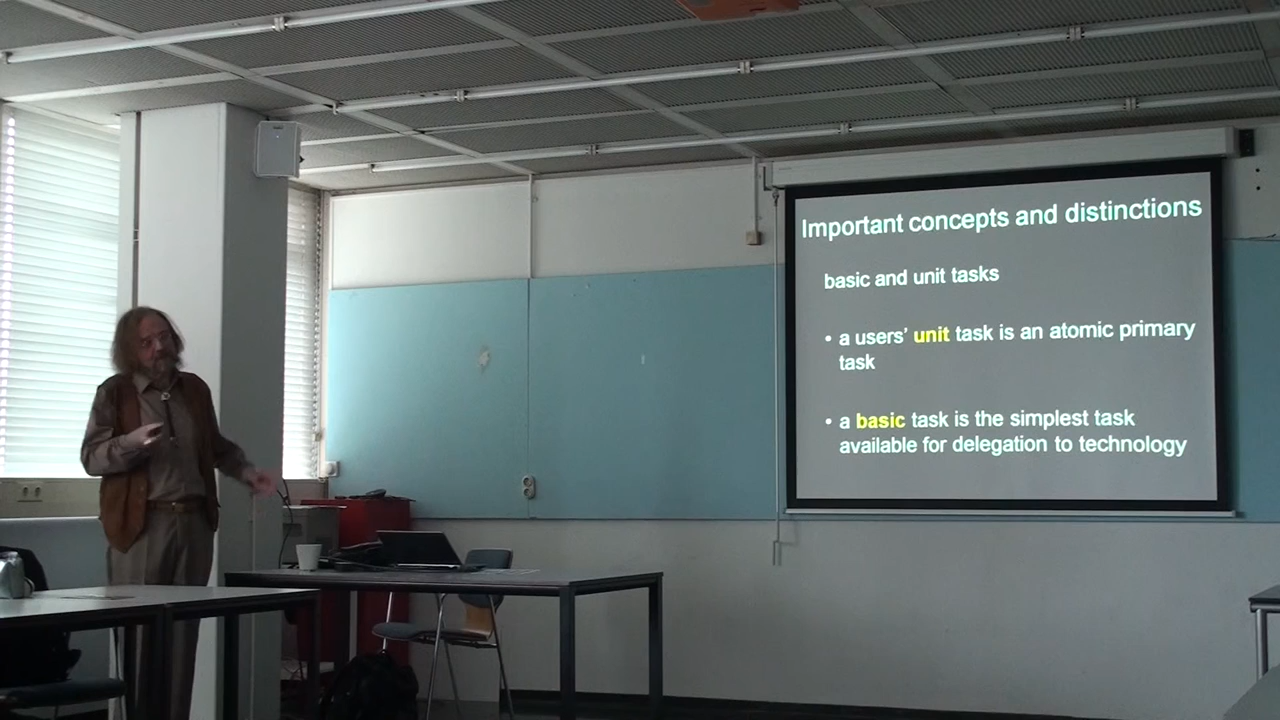 Important concepts and distinctions
basic and unit tasks
• a users’ unit task is an atomic primary
task
• a basic task is the simplest task
available for delegation to technology